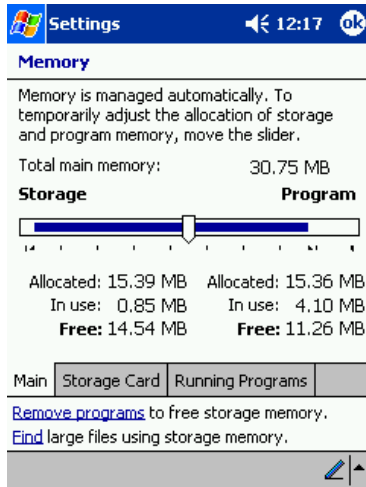 Settings 12:17 ok
Memory
Memory is managed automatically. To
temporarily adjust the allocation of storage
and program memory, move the slider.
Total main memory: 30.75 MB
Storage Program
Allocated: 15.39 MB Allocated: 15.36 MB
In use: 0.85 MB In use: 4.10 MB
Free: 14.54 MB Free: 11.26 MB
Main Storage Card Running Programs
Remove programs to free storage memory.
Find large files using storage memory.